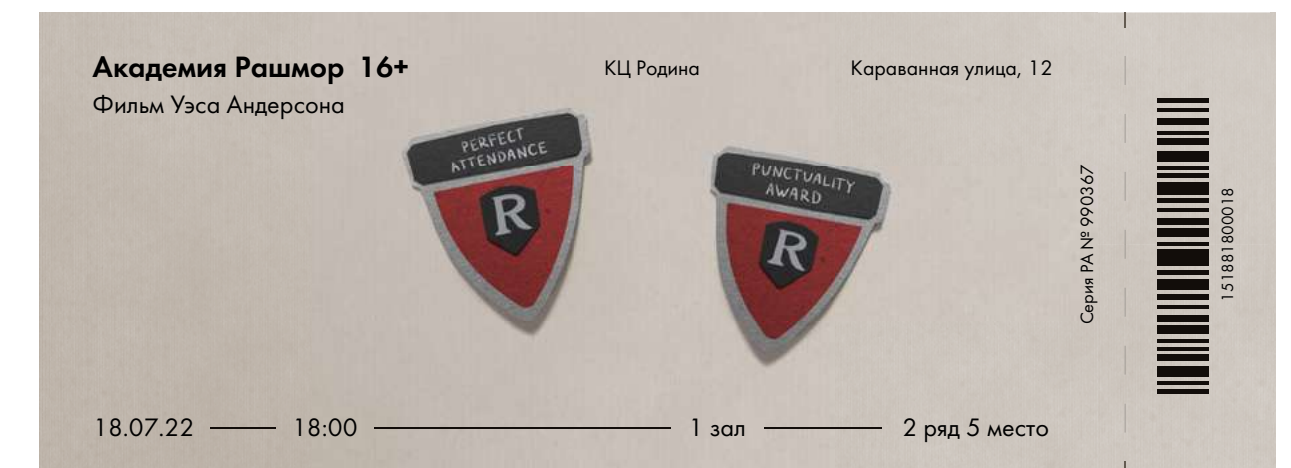 Академия Рашмор 16+
КЦ Родина
Караванная улица, 12
Фильм Уэса Андерсона
PERFECT
ATTENDANCE
R
PUNCTUALITY
AWARD
R
Серия РА № 990367
151881800018
18.07.22
18:00
1 зал
2 ряд 5 место